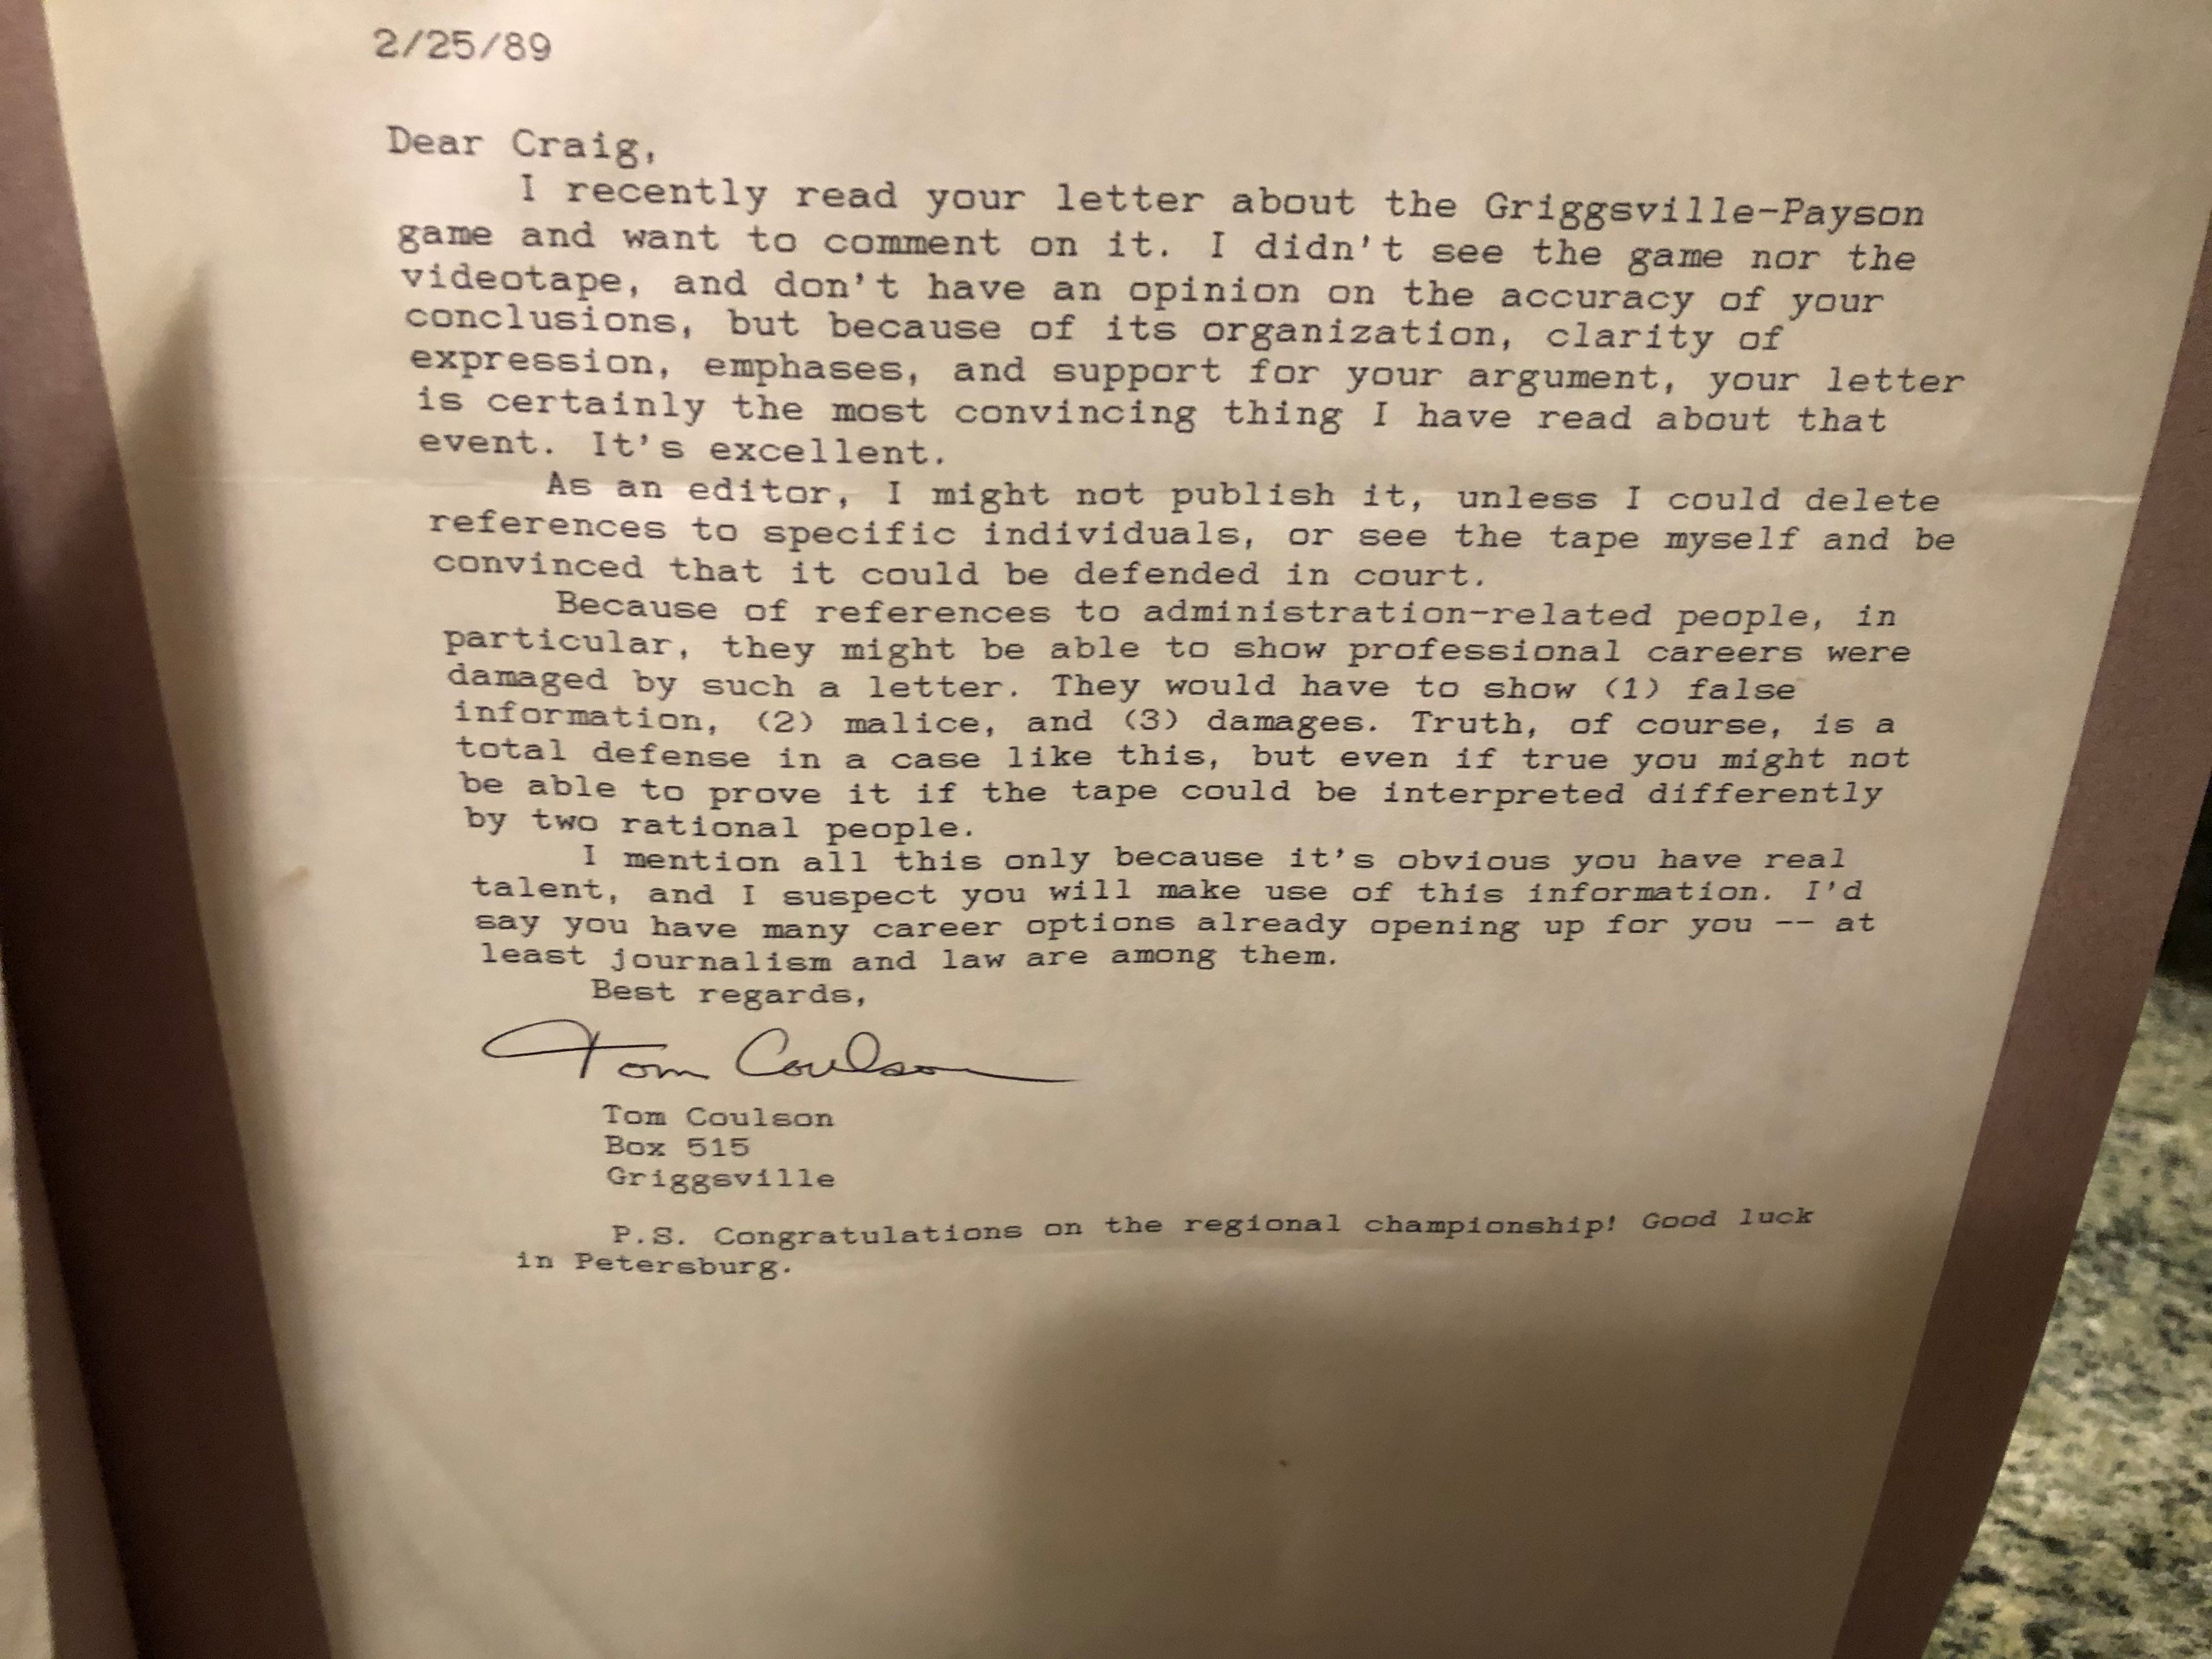 2/25/89
Dear Craig,
I recently read your letter about the Griggsville-Payson
game and want to comment on it. I didn't see the game nor the
videotape, and don't have an opinion on the accuracy of your
conclusions, but because of its organization, clarity of
expression, emphases, and support for your argument, your letter
is certainly the most convincing thing I have read about that
event. It's excellent.
As an editor, I might not publish it, unless I could delete
references to specific individuals, or see the tape myself and be
convinced that it could be defended in court.
Because of references to administration-related people, in
particular, they might be able to show professional careers were
damaged by such a letter. They would have to show (1) false
information, (2) malice, and (3) damages. Truth, of course, is a
total defense in a case like this, but even if true you might not
be able to prove it if the tape could be interpreted differently
by two rational people.
I mention all this only because it's obvious you have real
talent, and I suspect you will make use of this information. I'd
say you have many career options already opening up for you -- at
least journalism and law are among them.
Best regards,
Tom Coulson
Tom Coulson
Box 515
Griggsville
P.S. Congratulations on the regional championship! Good luck
in Petersburg.